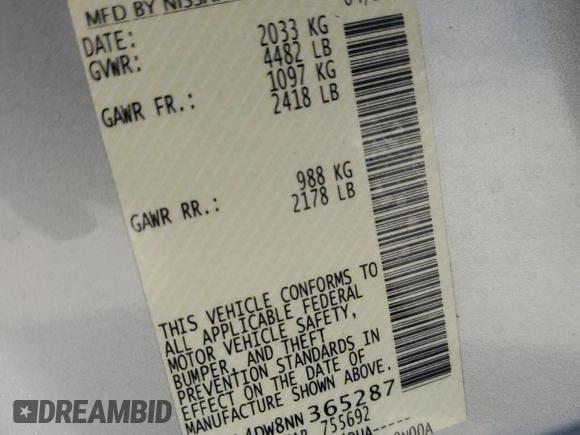 MFD BY NISSAN
DATE:
GVWR: 2033 KG
4482 LB
GAWR FR.: 1097 KG
2418 LB
GAWR RR.: 988 KG
2178 LB
THIS VEHICLE CONFORMS TO
ALL APPLICABLE FEDERAL
MOTOR VEHICLE SAFETY,
BUMPER, AND THEFT
PREVENTION STANDARDS IN
EFFECT ON THE DATE OF
MANUFACTURE SHOWN ABOVE.
4DW8NN365287
755692
DREAMBID